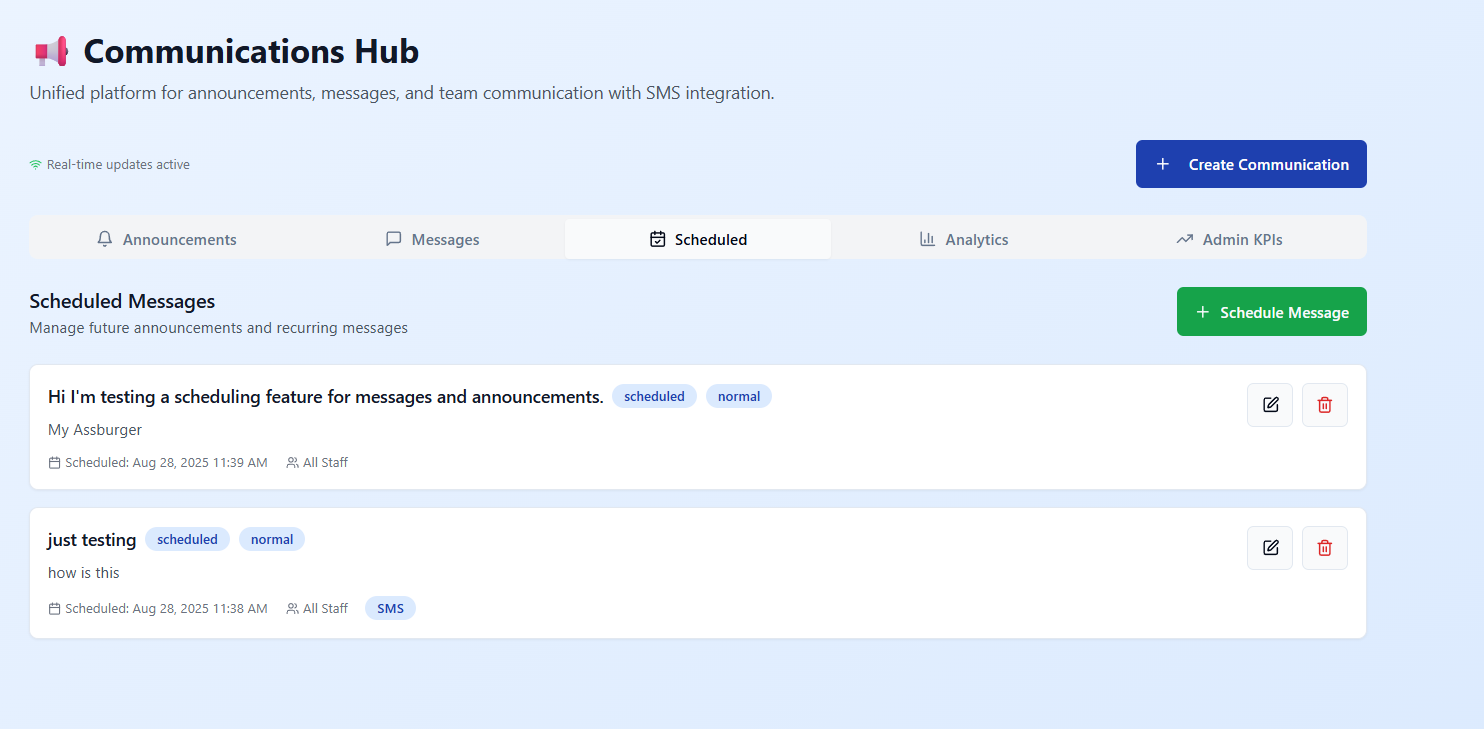 Communications Hub
Unified platform for announcements, messages, and team communication with SMS integration.
Real-time updates active
Create Communication
Announcements
Messages
Scheduled
Analytics
Admin KPIs
Scheduled Messages
Manage future announcements and recurring messages
Schedule Message
Hi I'm testing a scheduling feature for messages and announcements. scheduled normal
My Assburger
Scheduled: Aug 28, 2025 11:39 AM All Staff
just testing scheduled normal
how is this
Scheduled: Aug 28, 2025 11:38 AM All Staff SMS